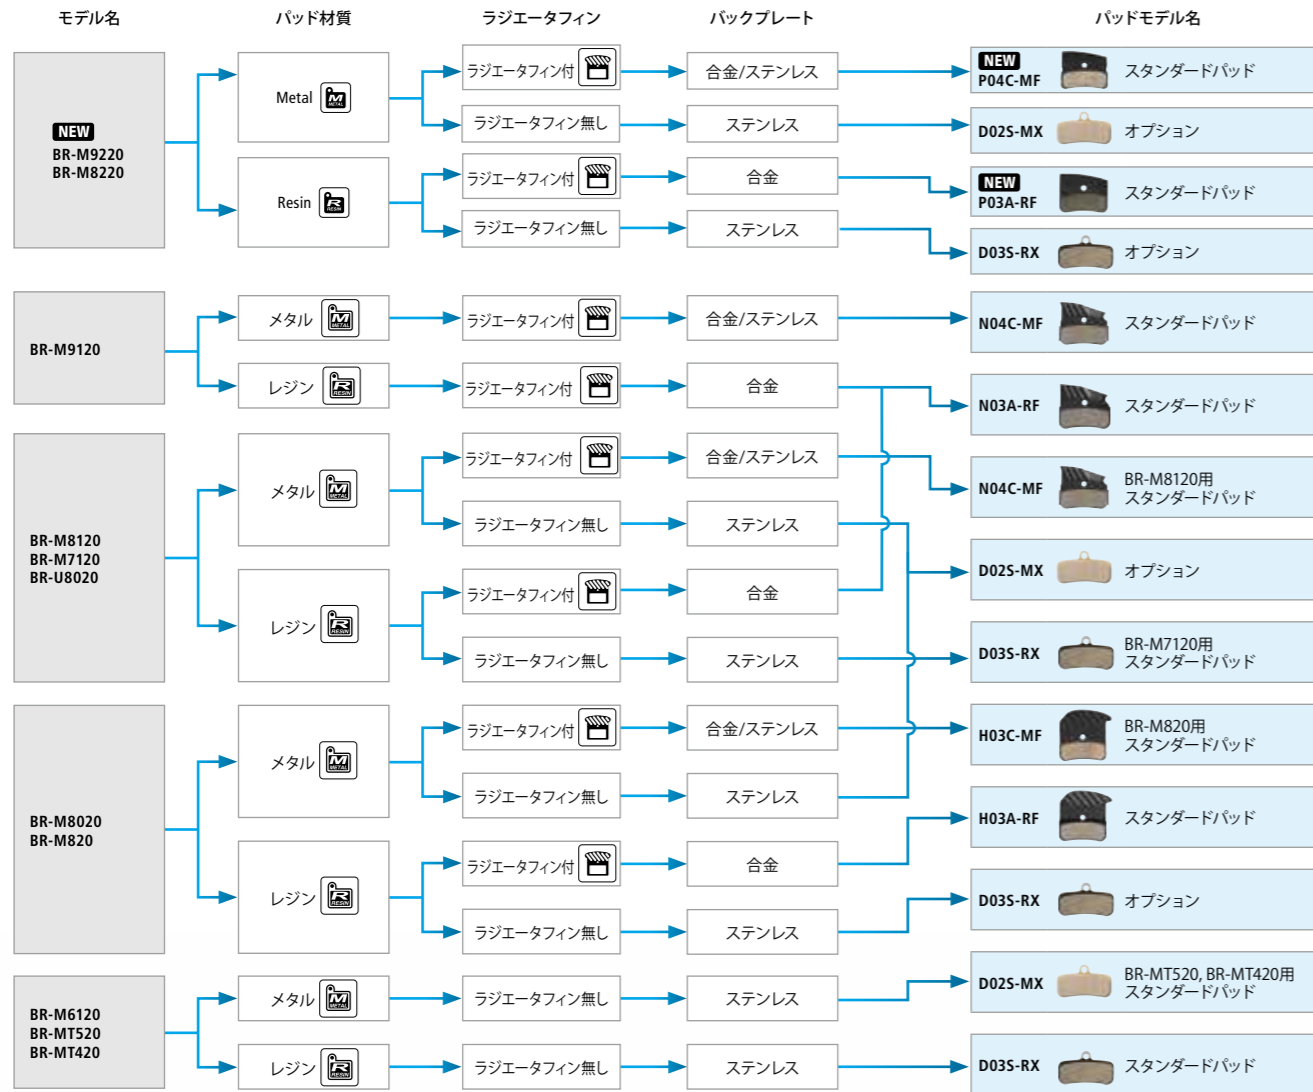 モデル名 パッド材質 ラジエータフィン バックプレート パッドモデル名
NEW
BR-M9220
BR-M8220
Metal
METAL
ラジエータフィン付
合金/ステンレス
NEW
P04C-MF
スタンダードパッド
ラジエータフィン無し
ステンレス
D02S-MX
オプション
Resin
RESIN
ラジエータフィン付
合金
NEW
P03A-RF
スタンダードパッド
ラジエータフィン無し
ステンレス
D03S-RX
オプション
BR-M9120
メタル
METAL
ラジエータフィン付
合金/ステンレス
N04C-MF
スタンダードパッド
レジン
RESIN
ラジエータフィン付
合金
N03A-RF
スタンダードパッド
BR-M8120
BR-M7120
BR-U8020
メタル
METAL
ラジエータフィン付
合金/ステンレス
N04C-MF
BR-M8120用
スタンダードパッド
ラジエータフィン無し
ステンレス
D02S-MX
オプション
レジン
RESIN
ラジエータフィン付
合金
ラジエータフィン無し
ステンレス
D03S-RX
BR-M7120用
スタンダードパッド
BR-M8020
BR-M820
メタル
METAL
ラジエータフィン付
合金/ステンレス
H03C-MF
BR-M820用
スタンダードパッド
ラジエータフィン無し
ステンレス
レジン
RESIN
ラジエータフィン付
合金
H03A-RF
スタンダードパッド
ラジエータフィン無し
ステンレス
D03S-RX
オプション
BR-M6120
BR-MT520
BR-MT420
メタル
METAL
ラジエータフィン無し
ステンレス
D02S-MX
BR-MT520, BR-MT420用
スタンダードパッド
レジン
RESIN
ラジエータフィン無し
ステンレス
D03S-RX
スタンダードパッド